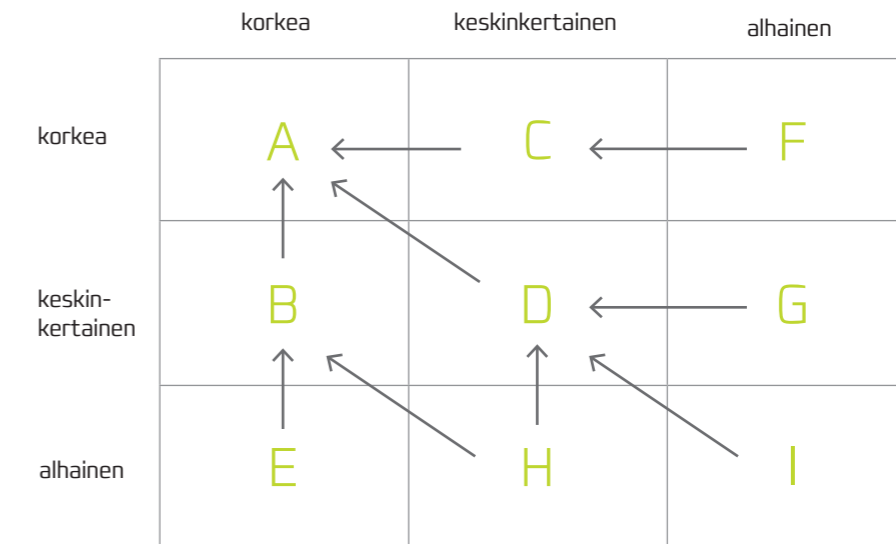 korkea keskinkertainen alhainen
korkea A C F
keskin-
kertainen B D G
alhainen E H I